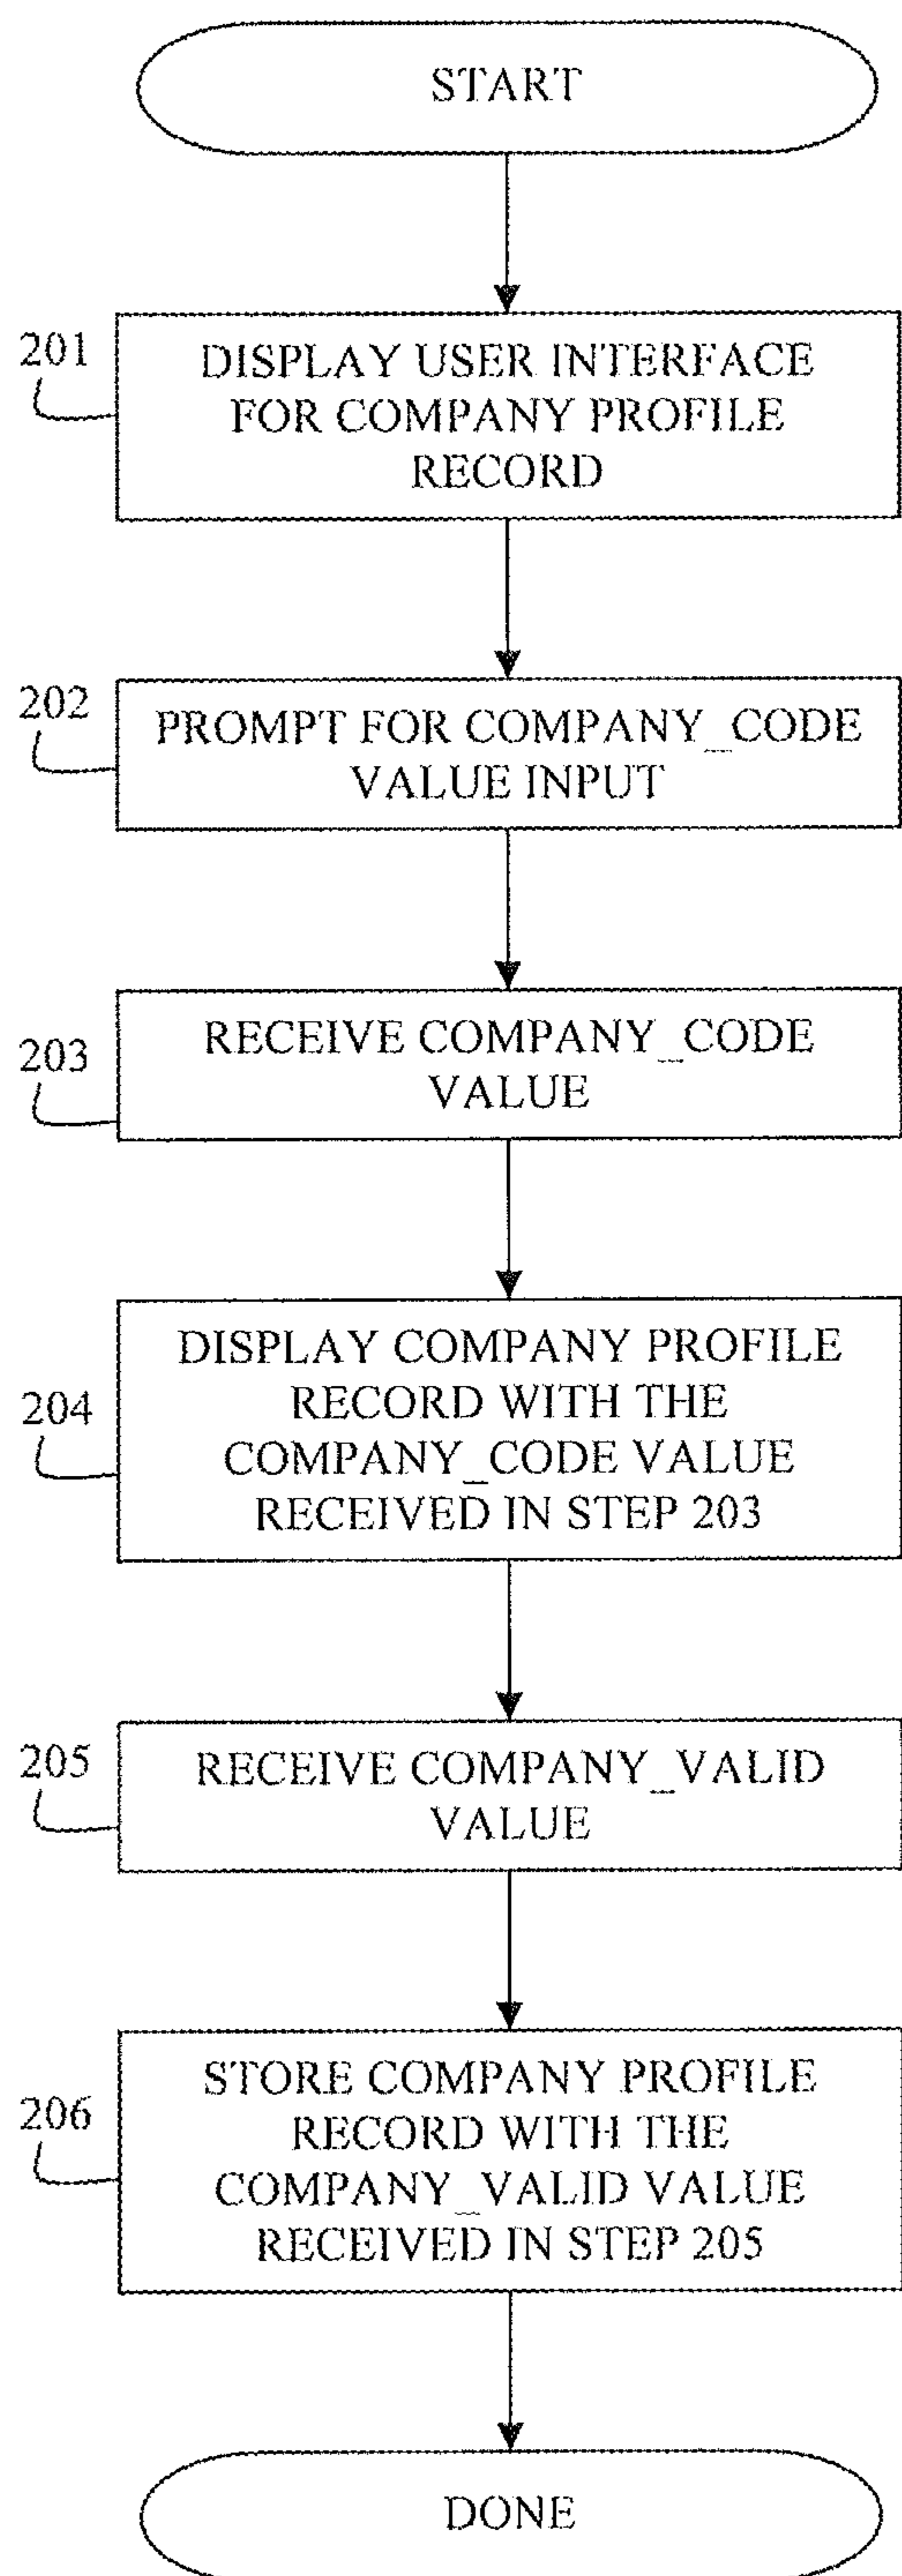 START
201
DISPLAY USER INTERFACE
FOR COMPANY PROFILE
RECORD
202
PROMPT FOR COMPANY_CODE
VALUE INPUT
203
RECEIVE COMPANY_CODE
VALUE
204
DISPLAY COMPANY PROFILE
RECORD WITH THE
COMPANY_CODE VALUE
RECEIVED IN STEP 203
205
RECEIVE COMPANY_VALID
VALUE
206
STORE COMPANY PROFILE
RECORD WITH THE
COMPANY_VALID VALUE
RECEIVED IN STEP 205
DONE